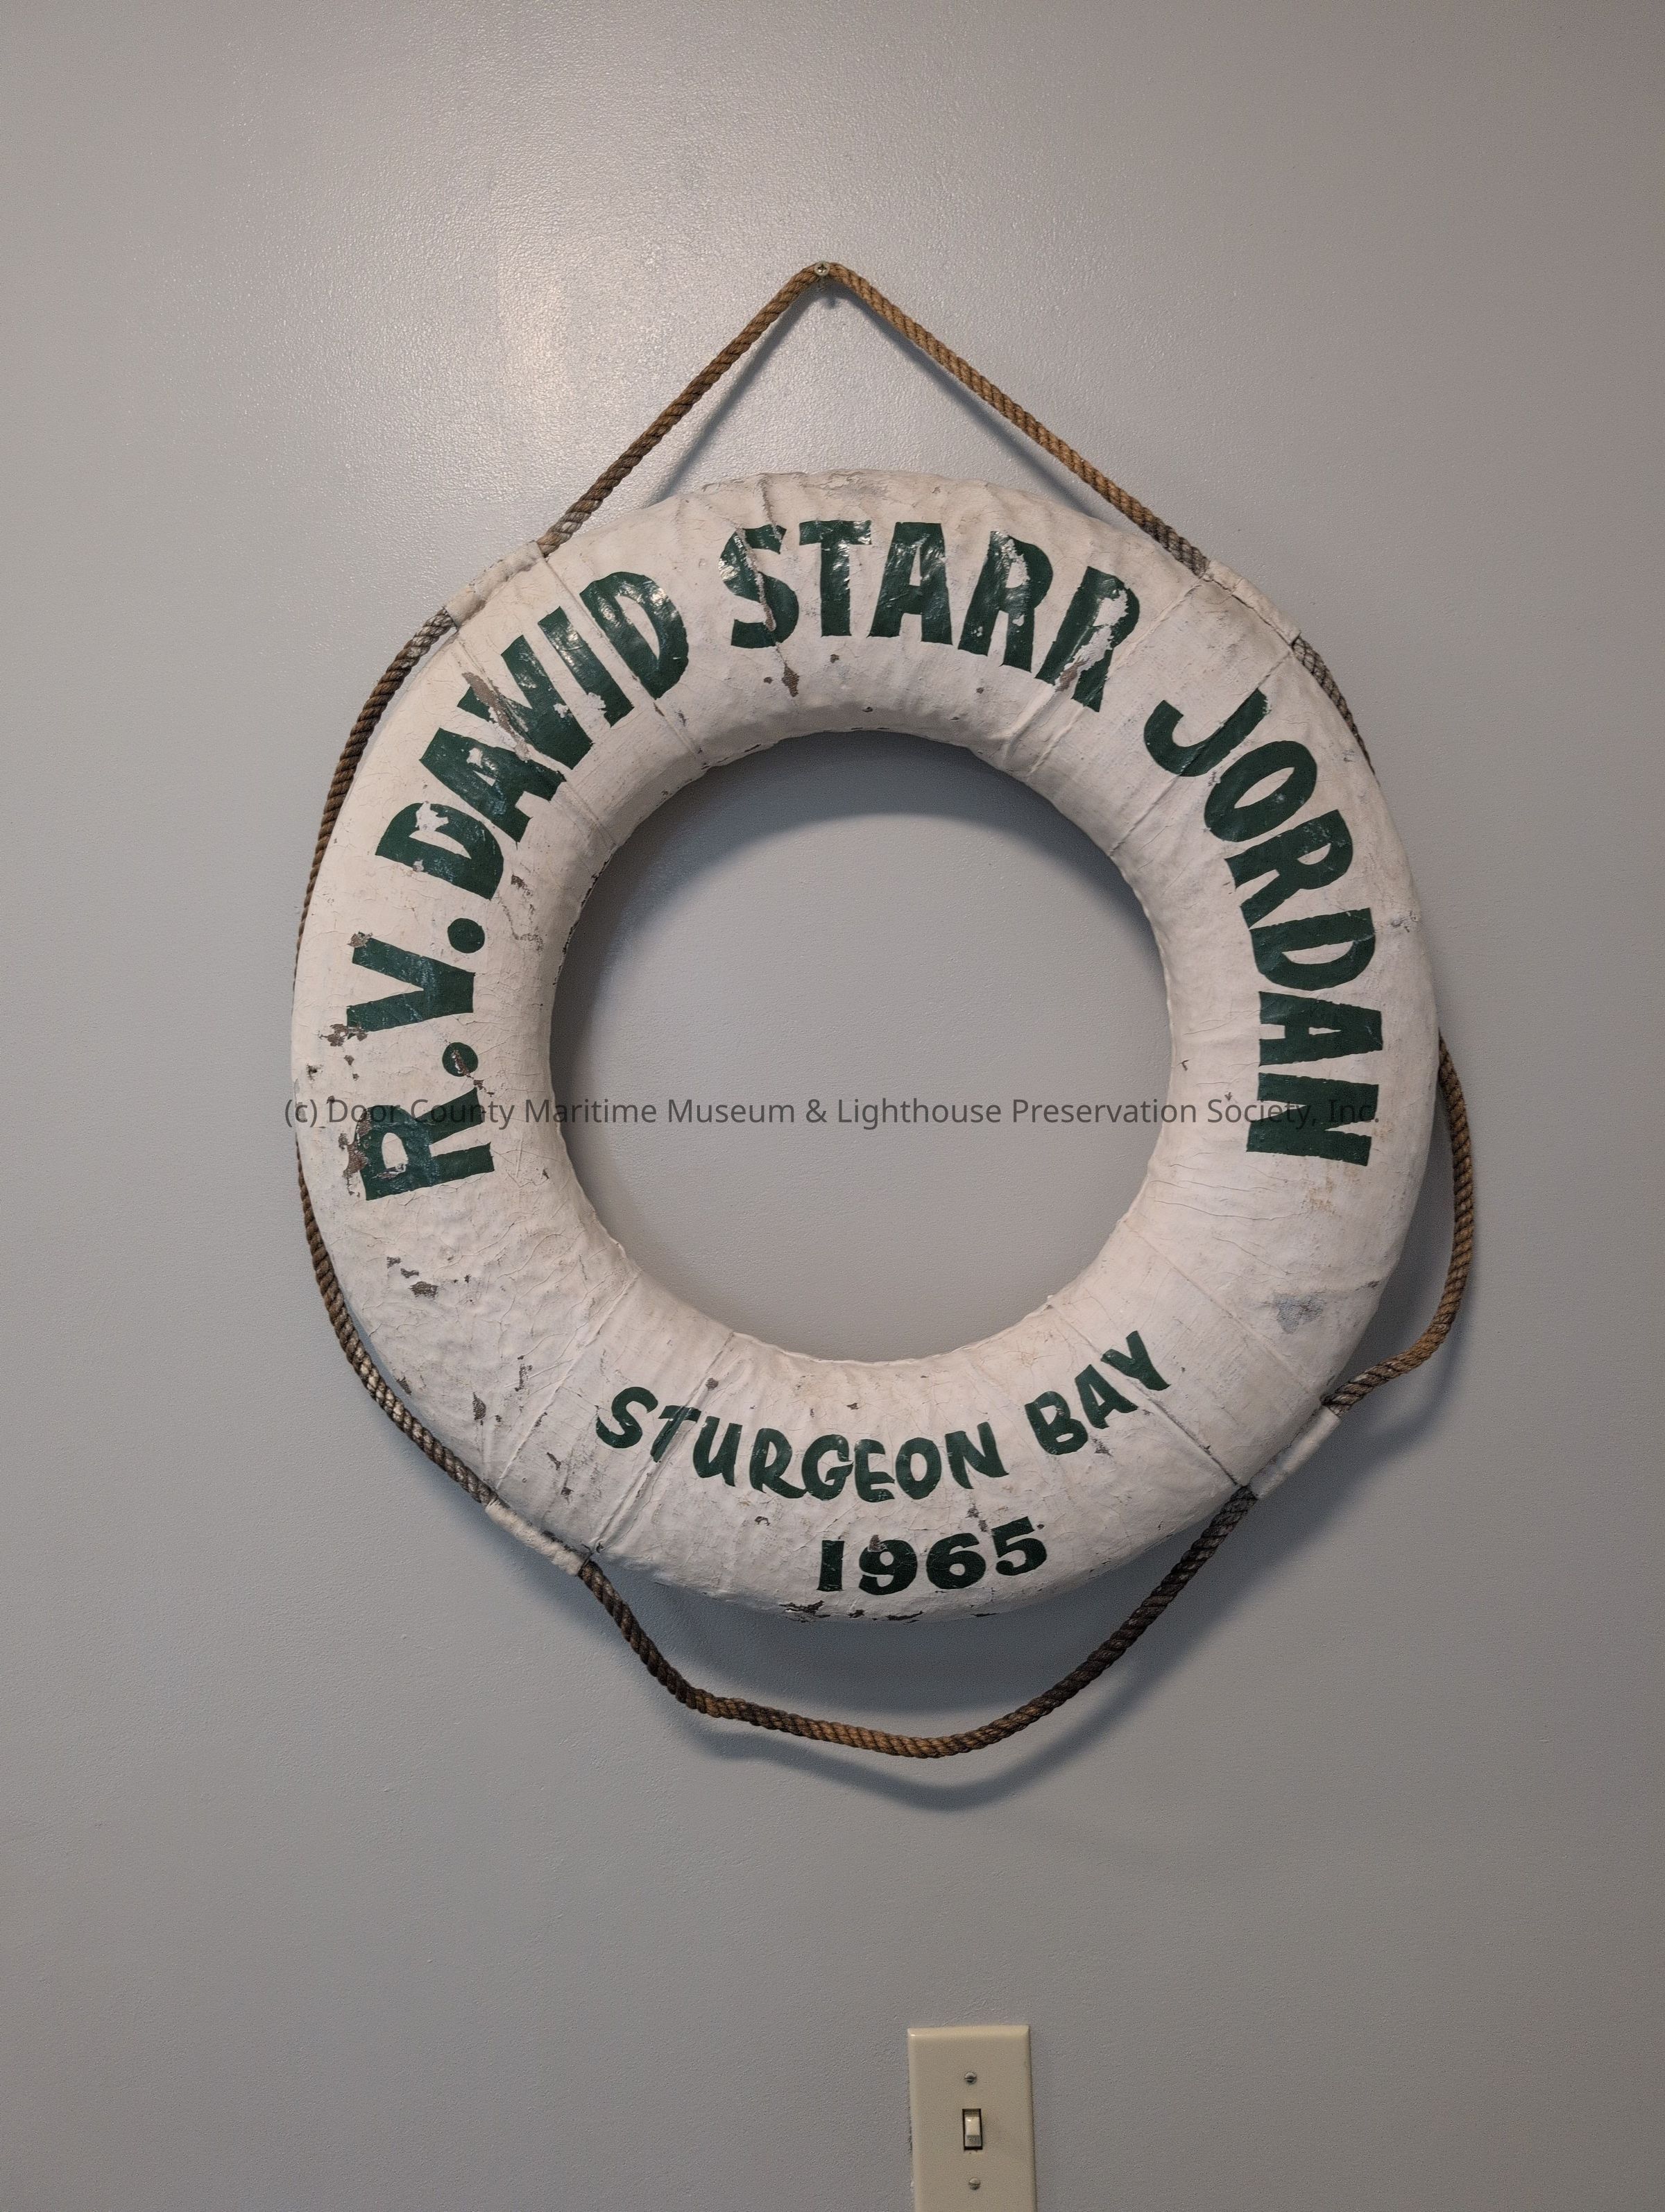 R.V. DAVID STARR JORDAN
(c) Door County Maritime Museum & Lighthouse Preservation Society, Inc.
STURGEON BAY
1965